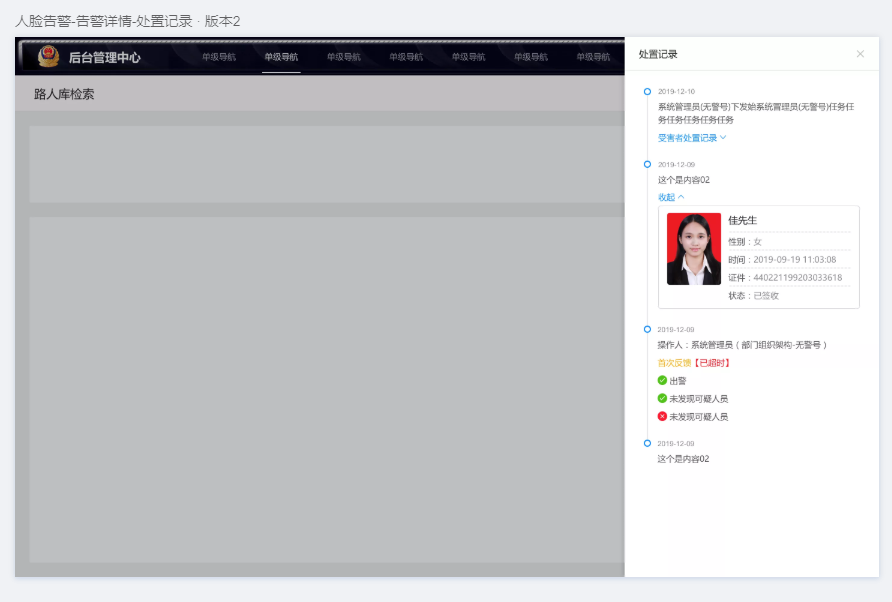 人脸告警-告警详情-处置记录 · 版本2
后台管理中心
单级导航 单级导航 单级导航 单级导航 单级导航 单级导航 单级导航
路人库检索
处置记录
2019-12-10
系统管理员(无警号)下发给系统管理员(无警号)任务任
务任务任务任务任务
受害者处置记录
2019-12-09
这个是内容02
收起
佳先生
性别：女
时间：2019-09-19 11:03:08
证件：440221199203033618
状态：已签收
2019-12-09
操作人：系统管理员（部门组织架构-无警号）
首次反馈【已超时】
出警
未发现可疑人员
未发现可疑人员
2019-12-09
这个是内容02